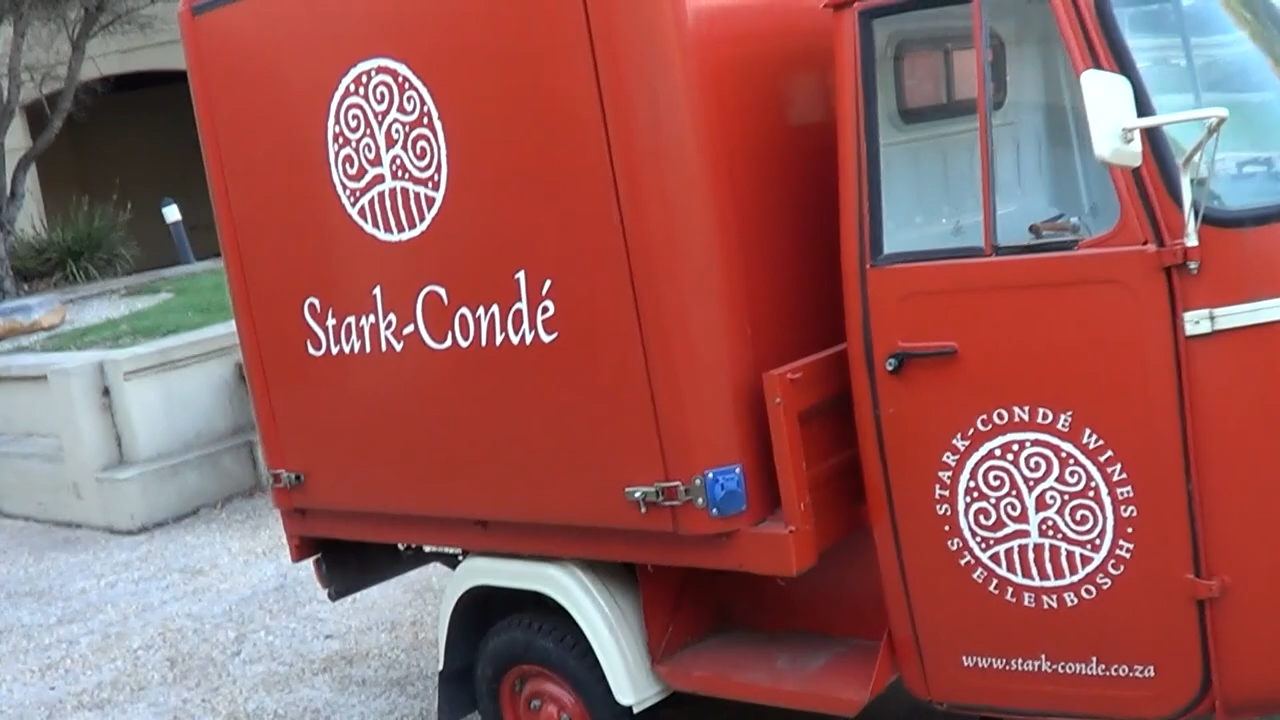 Stark-Condé
STARK-CONDÉ WINES
· STELLENBOSCH ·
www.stark-conde.co.za